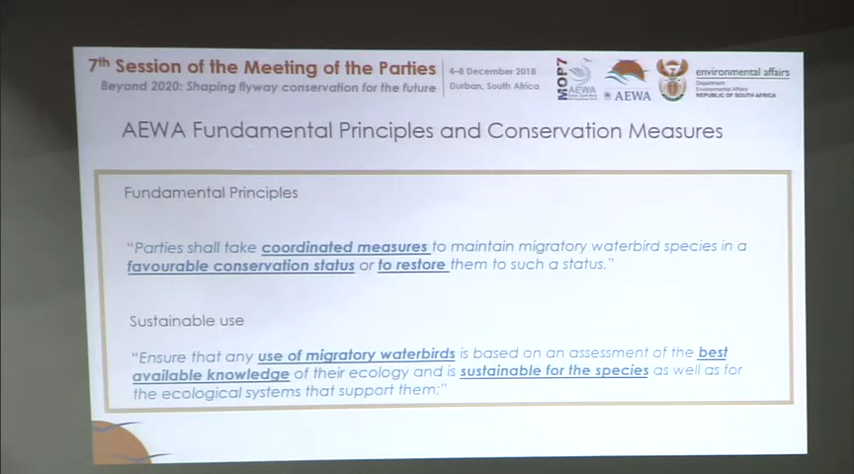 7th Session of the Meeting of the Parties
Beyond 2020: Shaping flyway conservation for the future
4–8 December 2018
Durban, South Africa
MOP7
AEWA
AEWA
environmental affairs
Department:
Environmental Affairs
REPUBLIC OF SOUTH AFRICA
AEWA Fundamental Principles and Conservation Measures
Fundamental Principles
“Parties shall take coordinated measures to maintain migratory waterbird species in a
favourable conservation status or to restore them to such a status.”
Sustainable use
“Ensure that any use of migratory waterbirds is based on an assessment of the best
available knowledge of their ecology and is sustainable for the species as well as for
the ecological systems that support them;”